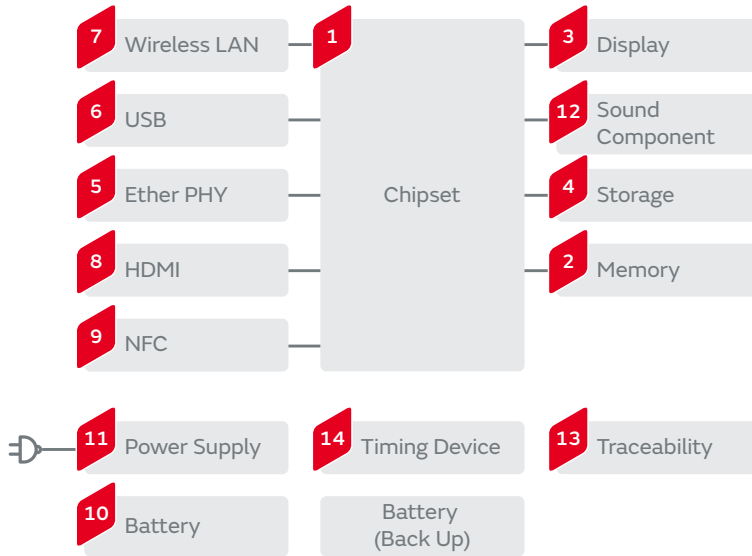 7 Wireless LAN
1
3 Display
6 USB
12 Sound
Component
5 Ether PHY
Chipset
4 Storage
8 HDMI
2 Memory
9 NFC
11 Power Supply
14 Timing Device
13 Traceability
10 Battery
Battery
(Back Up)